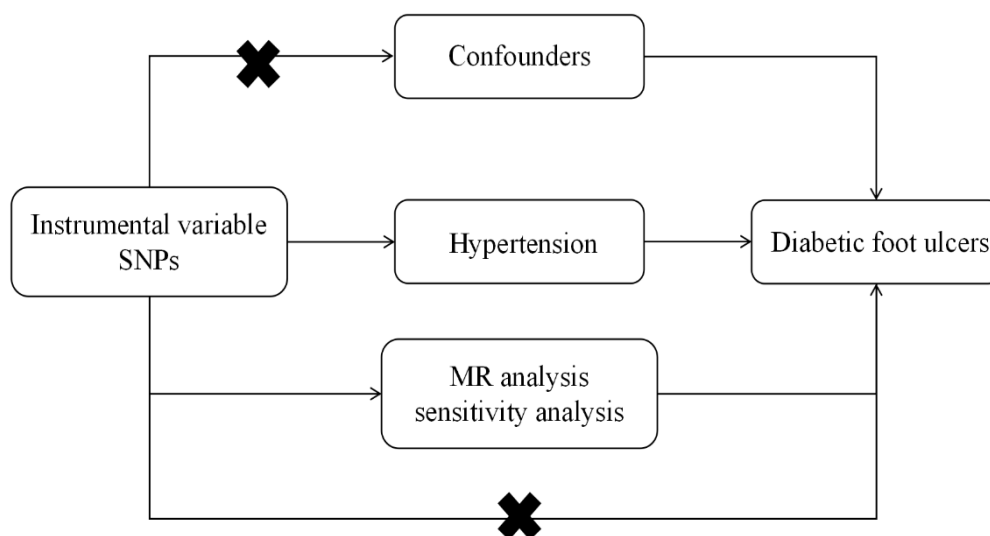 Confounders
Instrumental variable
SNPs
Hypertension
Diabetic foot ulcers
MR analysis
sensitivity analysis